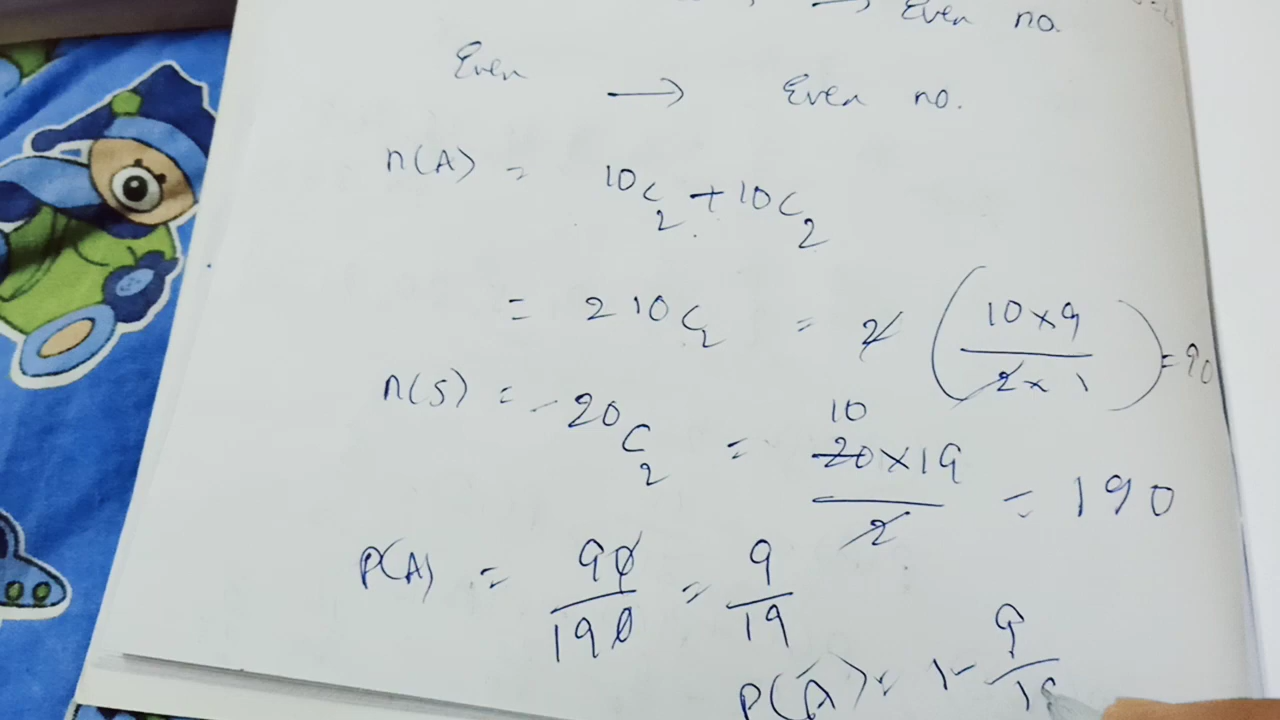 → Even no.
Even → Even no.
n(A) = 10C2 + 10C2
= 2 10C2 = 2 (10×9 / 2×1) = 90
n(S) = 20C2 = 10 20×19 / 2 = 190
P(A) = 90/190 = 9/19
P(Ā) = 1 - 9/19